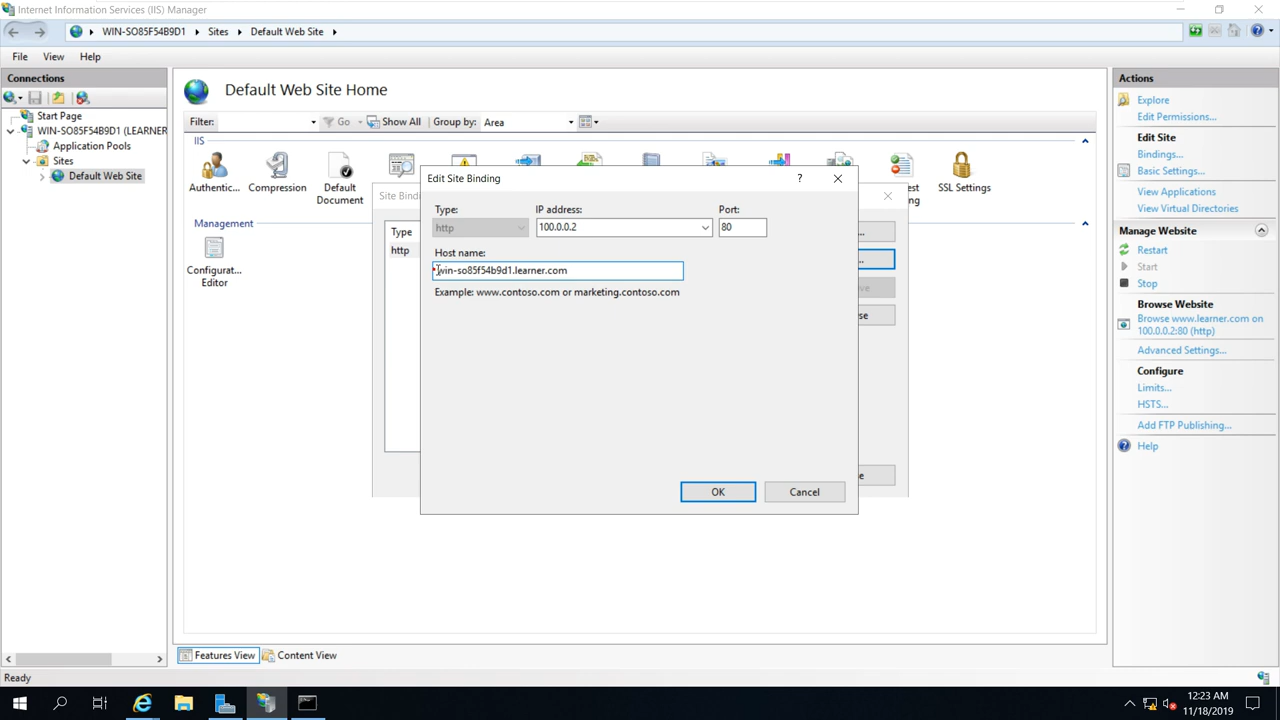 Internet Information Services (IIS) Manager
WIN-SO85F54B9D1 Sites Default Web Site
File View Help
Connections
Start Page
WIN-SO85F54B9D1 (LEARNER
Application Pools
Sites
Default Web Site
Default Web Site Home
Filter: Go Show All Group by: Area
IIS
Authentic... Compression Default Document SSL Settings
Management
Configurat... Editor
Site Bindi
Type
http
Edit Site Binding
?
Type: IP address: Port:
http 100.0.0.2 80
Host name:
win-so85f54b9d1.learner.com
Example: www.contoso.com or marketing.contoso.com
OK Cancel
Features View Content View
Actions
Explore
Edit Permissions...
Edit Site
Bindings...
Basic Settings...
View Applications
View Virtual Directories
Manage Website
Restart
Start
Stop
Browse Website
Browse www.learner.com on
100.0.0.2:80 (http)
Advanced Settings...
Configure
Limits...
HSTS...
Add FTP Publishing...
Help
Ready
12:23 AM
11/18/2019